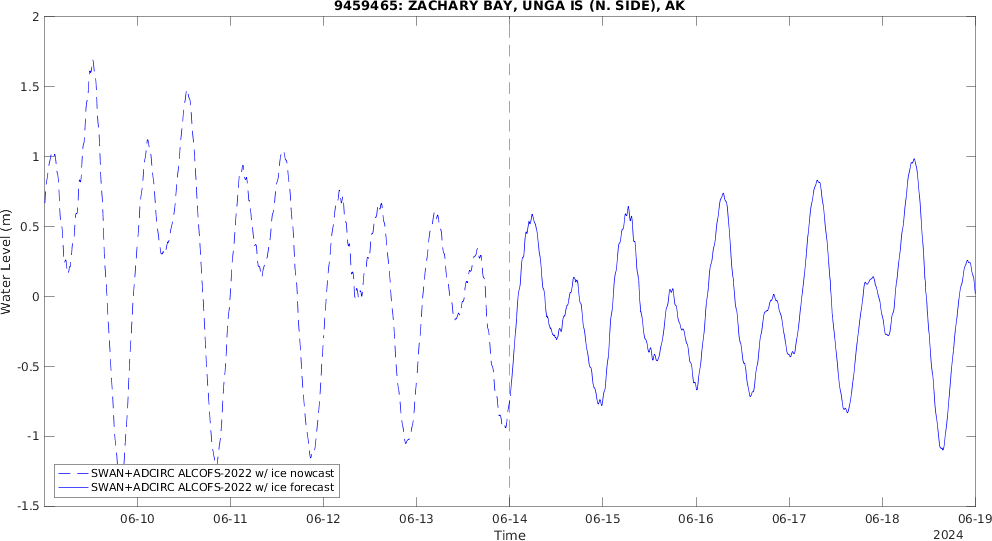 9459465: ZACHARY BAY, UNGA IS (N. SIDE), AK
2
1.5
1
0.5
0
-0.5
-1
-1.5
Water Level (m)
SWAN+ADCIRC ALCOFS-2022 w/ ice nowcast
SWAN+ADCIRC ALCOFS-2022 w/ ice forecast
06-10 06-11 06-12 06-13 06-14 06-15 06-16 06-17 06-18 06-19
Time
2024